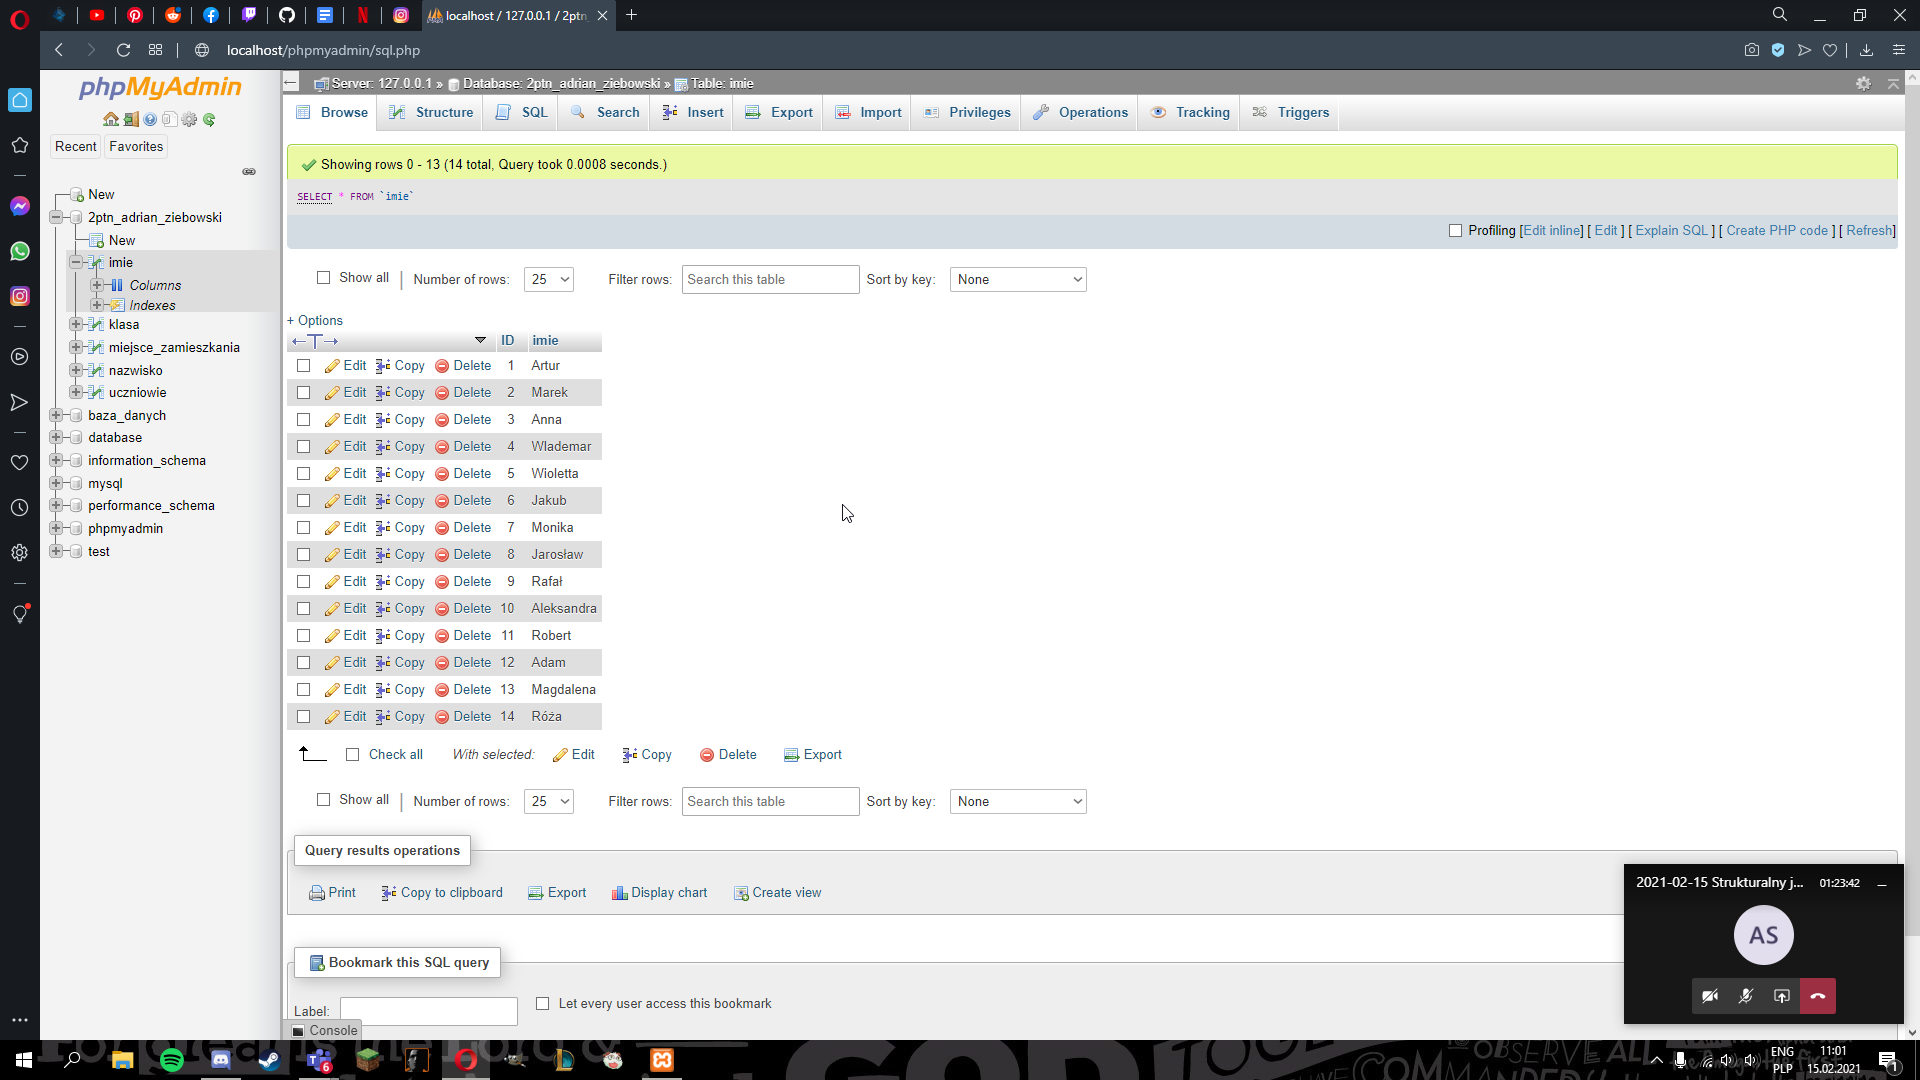 localhost / 127.0.0.1 / 2ptn_
localhost/phpmyadmin/sql.php
phpMyAdmin
Recent
Favorites
New
2ptn_adrian_ziebowski
New
imie
Columns
Indexes
klasa
miejsce_zamieszkania
nazwisko
uczniowie
baza_danych
database
information_schema
mysql
performance_schema
phpmyadmin
test
Server: 127.0.0.1 » Database: 2ptn_adrian_ziebowski » Table: imie
Browse Structure SQL Search Insert Export Import Privileges Operations Tracking Triggers
Showing rows 0 - 13 (14 total, Query took 0.0008 seconds.)
SELECT * FROM `imie`
Profiling [Edit inline] [ Edit ] [ Explain SQL ] [ Create PHP code ] [ Refresh]
Show all | Number of rows: 25 Filter rows: Search this table Sort by key: None
+ Options
←T→ ID imie
Edit Copy Delete 1 Artur
Edit Copy Delete 2 Marek
Edit Copy Delete 3 Anna
Edit Copy Delete 4 Wlademar
Edit Copy Delete 5 Wioletta
Edit Copy Delete 6 Jakub
Edit Copy Delete 7 Monika
Edit Copy Delete 8 Jarosław
Edit Copy Delete 9 Rafał
Edit Copy Delete 10 Aleksandra
Edit Copy Delete 11 Robert
Edit Copy Delete 12 Adam
Edit Copy Delete 13 Magdalena
Edit Copy Delete 14 Róża
Check all With selected: Edit Copy Delete Export
Show all | Number of rows: 25 Filter rows: Search this table Sort by key: None
Query results operations
Print Copy to clipboard Export Display chart Create view
Bookmark this SQL query
Label: Let every user access this bookmark
Console
2021-02-15 Strukturalny j... 01:23:42
AS
ENG
PLP
11:01
15.02.2021